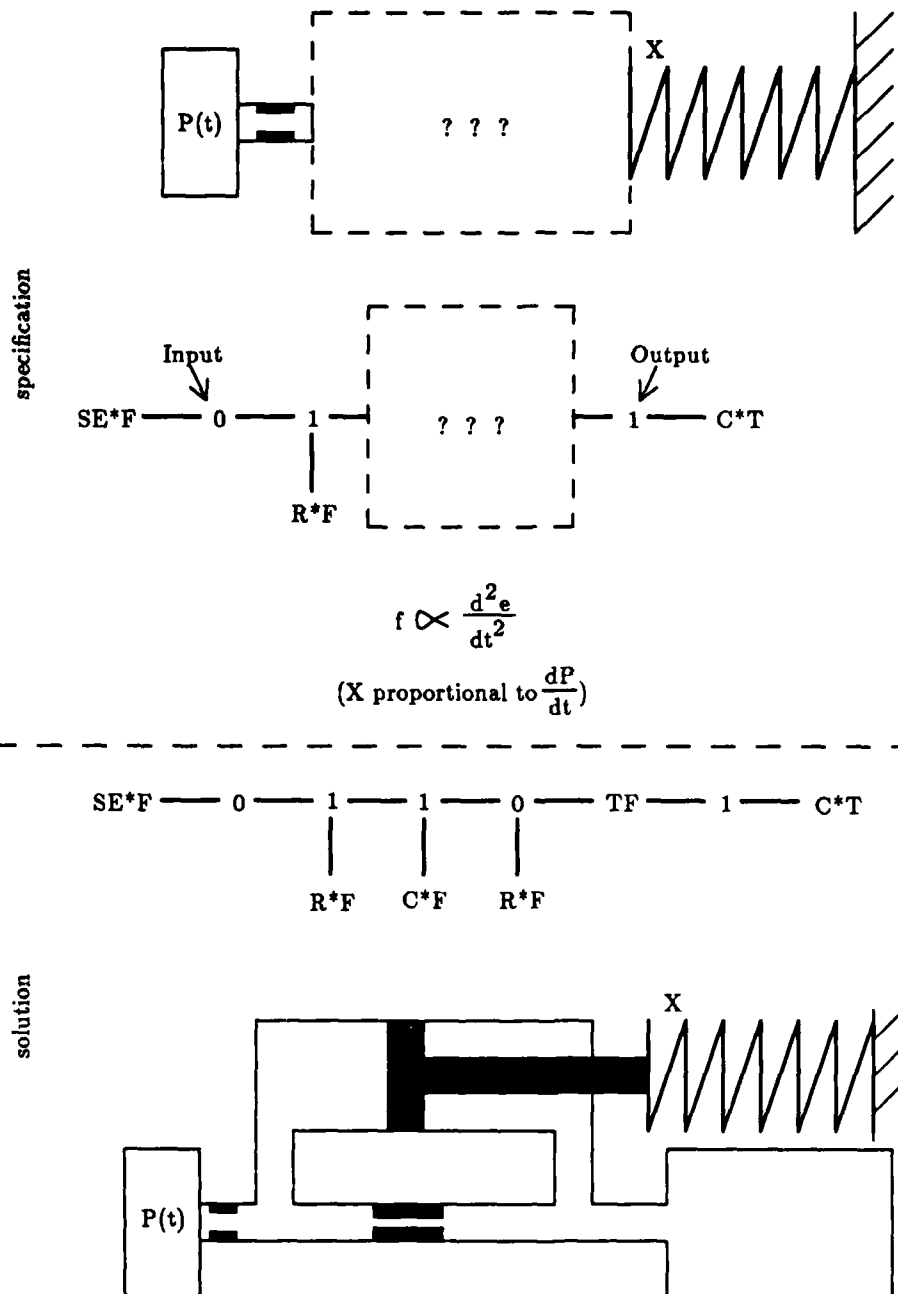 X
P(t)
? ? ?
specification
Input
Output
SE*F 0 1 ? ? ? 1 C*T
R*F
f ∝ d²e/dt²
(X proportional to dP/dt)
SE*F 0 1 1 0 TF 1 C*T
R*F C*F R*F
solution
X
P(t)